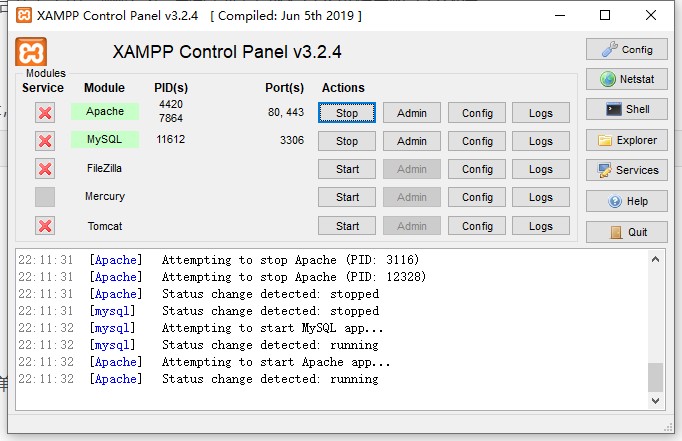 XAMPP Control Panel v3.2.4 [ Compiled: Jun 5th 2019 ]
XAMPP Control Panel v3.2.4
Config
Modules
Service Module PID(s) Port(s) Actions
Netstat
Apache 4420 7864 80, 443 Stop Admin Config Logs
Shell
MySQL 11612 3306 Stop Admin Config Logs
Explorer
FileZilla Start Admin Config Logs
Services
Mercury Start Admin Config Logs
Help
Tomcat Start Admin Config Logs
Quit
22:11:31 [Apache] Attempting to stop Apache (PID: 3116)
22:11:31 [Apache] Attempting to stop Apache (PID: 12328)
22:11:31 [Apache] Status change detected: stopped
22:11:31 [mysql] Status change detected: stopped
22:11:32 [mysql] Attempting to start MySQL app...
22:11:32 [mysql] Status change detected: running
22:11:32 [Apache] Attempting to start Apache app...
22:11:32 [Apache] Status change detected: running